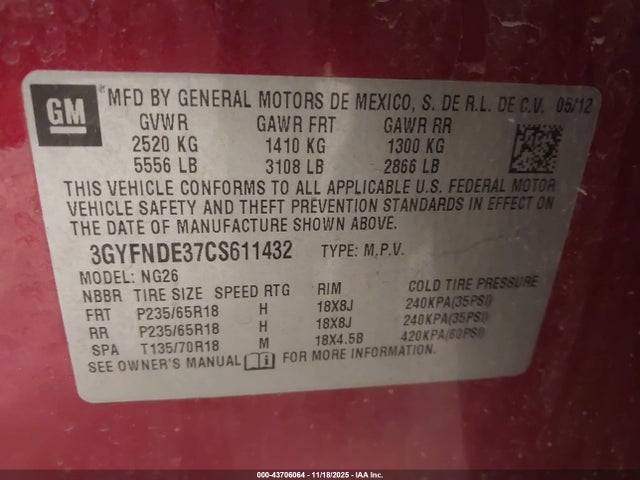 GM
MFD BY GENERAL MOTORS DE MEXICO, S. DE R.L. DE C.V. 05/12
GVWR GAWR FRT GAWR RR
2520 KG 1410 KG 1300 KG
5556 LB 3108 LB 2866 LB
THIS VEHICLE CONFORMS TO ALL APPLICABLE U.S. FEDERAL MOTOR
VEHICLE SAFETY AND THEFT PREVENTION STANDARDS IN EFFECT ON
THE DATE OF MANUFACTURE SHOWN ABOVE.
3GYFNDE37CS611432 TYPE: M.P.V.
MODEL: NG26
NBBR TIRE SIZE SPEED RTG RIM COLD TIRE PRESSURE
FRT P235/65R18 H 18X8J 240KPA(35PSI)
RR P235/65R18 H 18X8J 240KPA(35PSI)
SPA T135/70R18 M 18X4.5B 420KPA(60PSI)
SEE OWNER'S MANUAL FOR MORE INFORMATION.
000-43706064 - 11/18/2025 - IAA Inc.